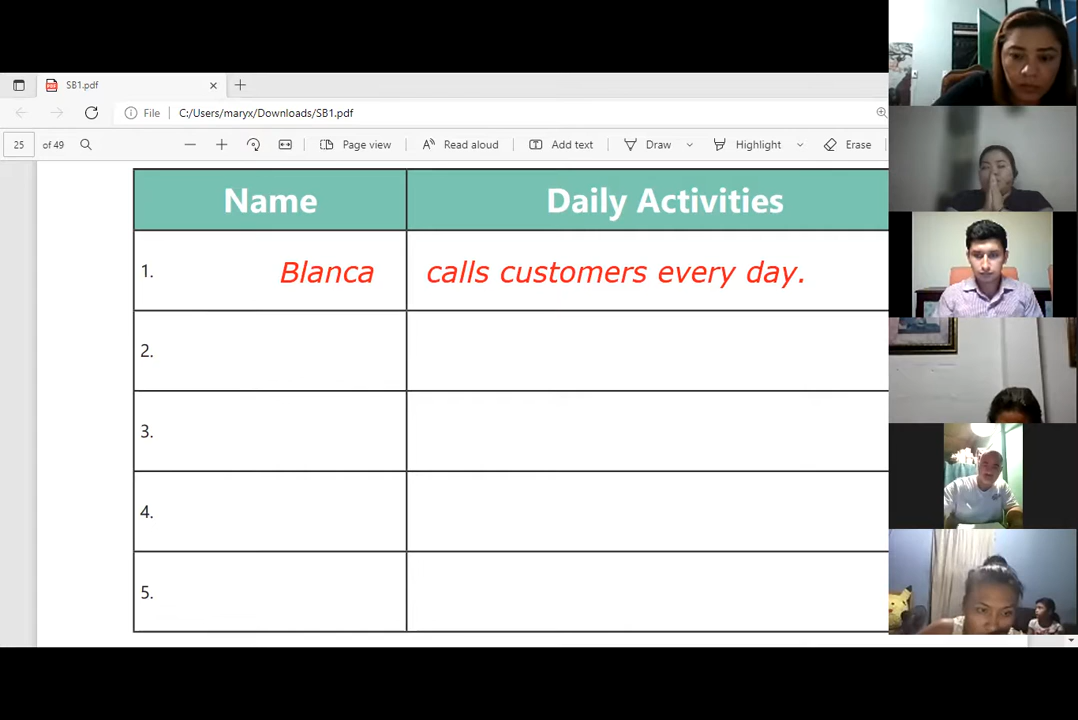 SB1.pdf
File C:/Users/maryx/Downloads/SB1.pdf
25 of 49 Page view Read aloud Add text Draw Highlight Erase
Name Daily Activities
1. Blanca calls customers every day.
2.
3.
4.
5.